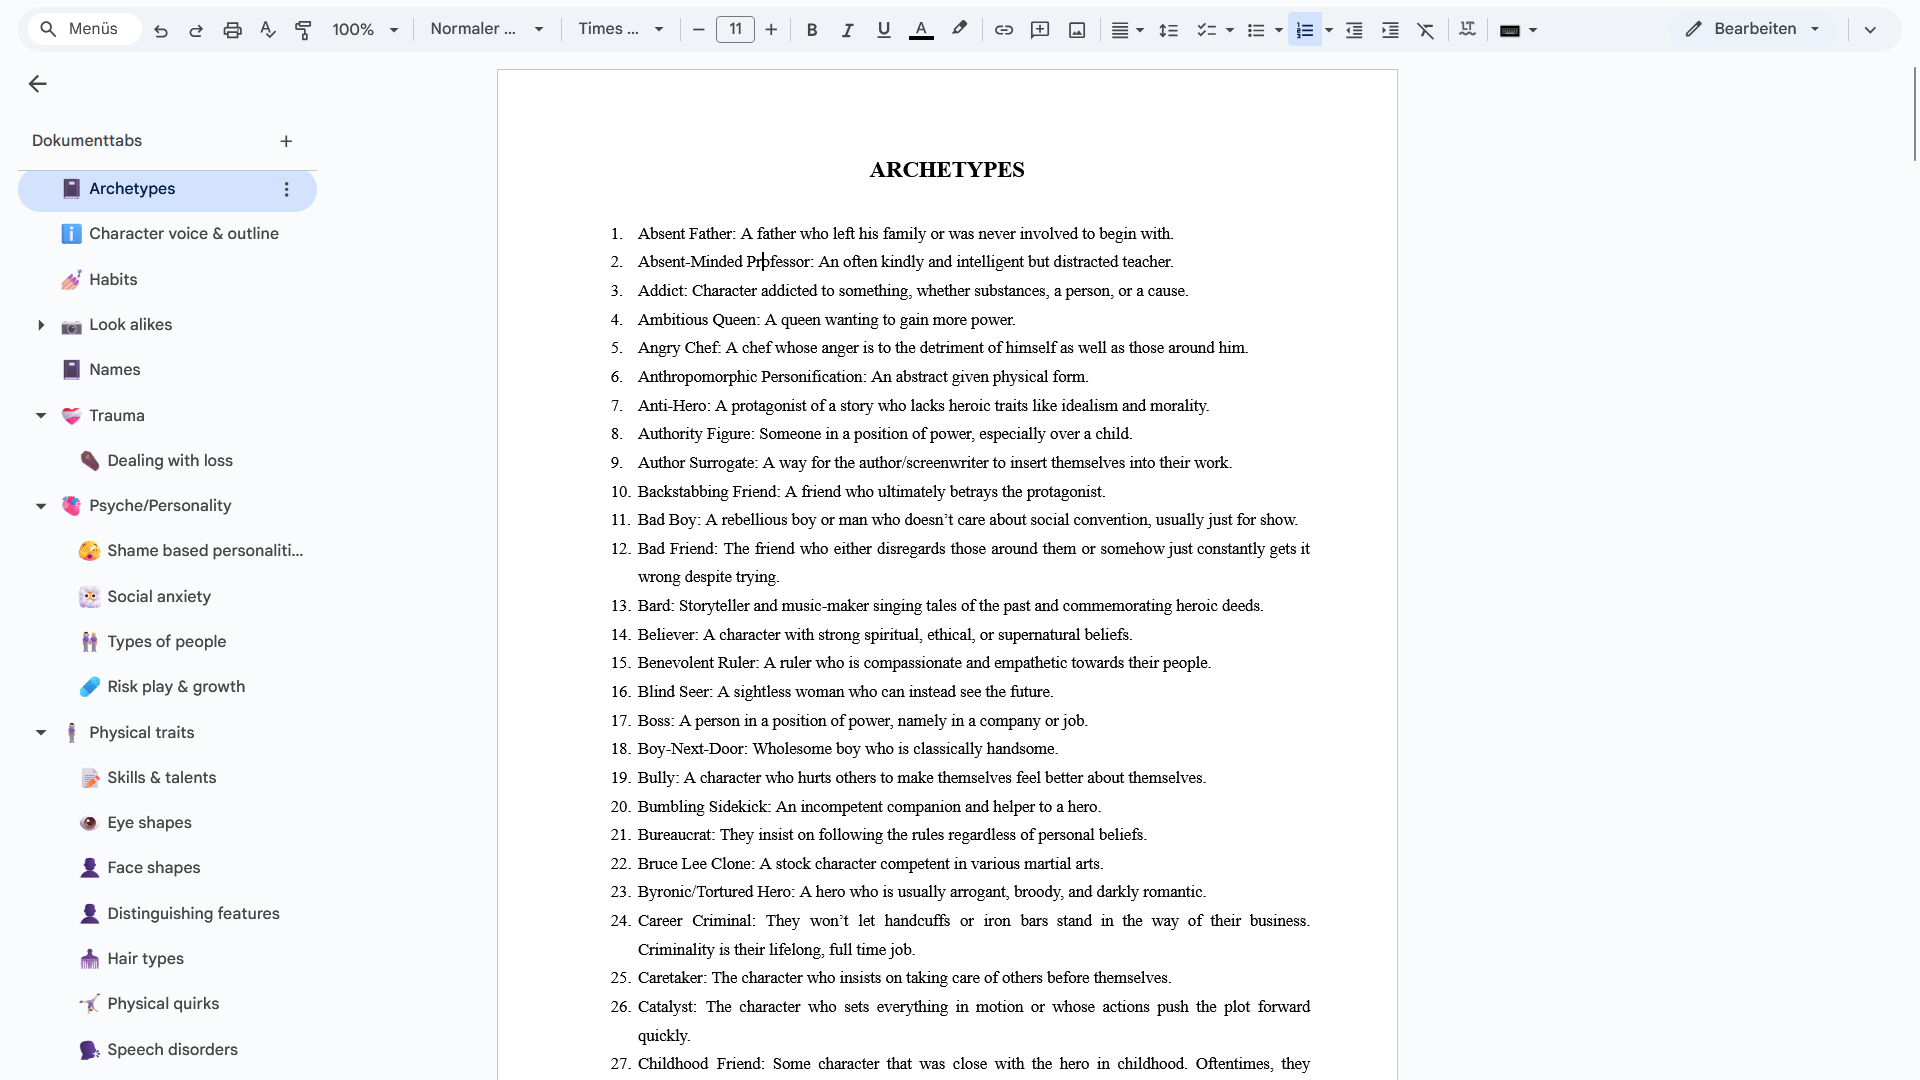 Menüs
100%
Normaler ...
Times ...
11
Bearbeiten
Dokumenttabs
Archetypes
Character voice & outline
Habits
Look alikes
Names
Trauma
Dealing with loss
Psyche/Personality
Shame based personaliti...
Social anxiety
Types of people
Risk play & growth
Physical traits
Skills & talents
Eye shapes
Face shapes
Distinguishing features
Hair types
Physical quirks
Speech disorders
ARCHETYPES
1. Absent Father: A father who left his family or was never involved to begin with.
2. Absent-Minded Professor: An often kindly and intelligent but distracted teacher.
3. Addict: Character addicted to something, whether substances, a person, or a cause.
4. Ambitious Queen: A queen wanting to gain more power.
5. Angry Chef: A chef whose anger is to the detriment of himself as well as those around him.
6. Anthropomorphic Personification: An abstract given physical form.
7. Anti-Hero: A protagonist of a story who lacks heroic traits like idealism and morality.
8. Authority Figure: Someone in a position of power, especially over a child.
9. Author Surrogate: A way for the author/screenwriter to insert themselves into their work.
10. Backstabbing Friend: A friend who ultimately betrays the protagonist.
11. Bad Boy: A rebellious boy or man who doesn’t care about social convention, usually just for show.
12. Bad Friend: The friend who either disregards those around them or somehow just constantly gets it
wrong despite trying.
13. Bard: Storyteller and music-maker singing tales of the past and commemorating heroic deeds.
14. Believer: A character with strong spiritual, ethical, or supernatural beliefs.
15. Benevolent Ruler: A ruler who is compassionate and empathetic towards their people.
16. Blind Seer: A sightless woman who can instead see the future.
17. Boss: A person in a position of power, namely in a company or job.
18. Boy-Next-Door: Wholesome boy who is classically handsome.
19. Bully: A character who hurts others to make themselves feel better about themselves.
20. Bumbling Sidekick: An incompetent companion and helper to a hero.
21. Bureaucrat: They insist on following the rules regardless of personal beliefs.
22. Bruce Lee Clone: A stock character competent in various martial arts.
23. Byronic/Tortured Hero: A hero who is usually arrogant, broody, and darkly romantic.
24. Career Criminal: They won’t let handcuffs or iron bars stand in the way of their business.
Criminality is their lifelong, full time job.
25. Caretaker: The character who insists on taking care of others before themselves.
26. Catalyst: The character who sets everything in motion or whose actions push the plot forward
quickly.
27. Childhood Friend: Some character that was close with the hero in childhood. Oftentimes, they